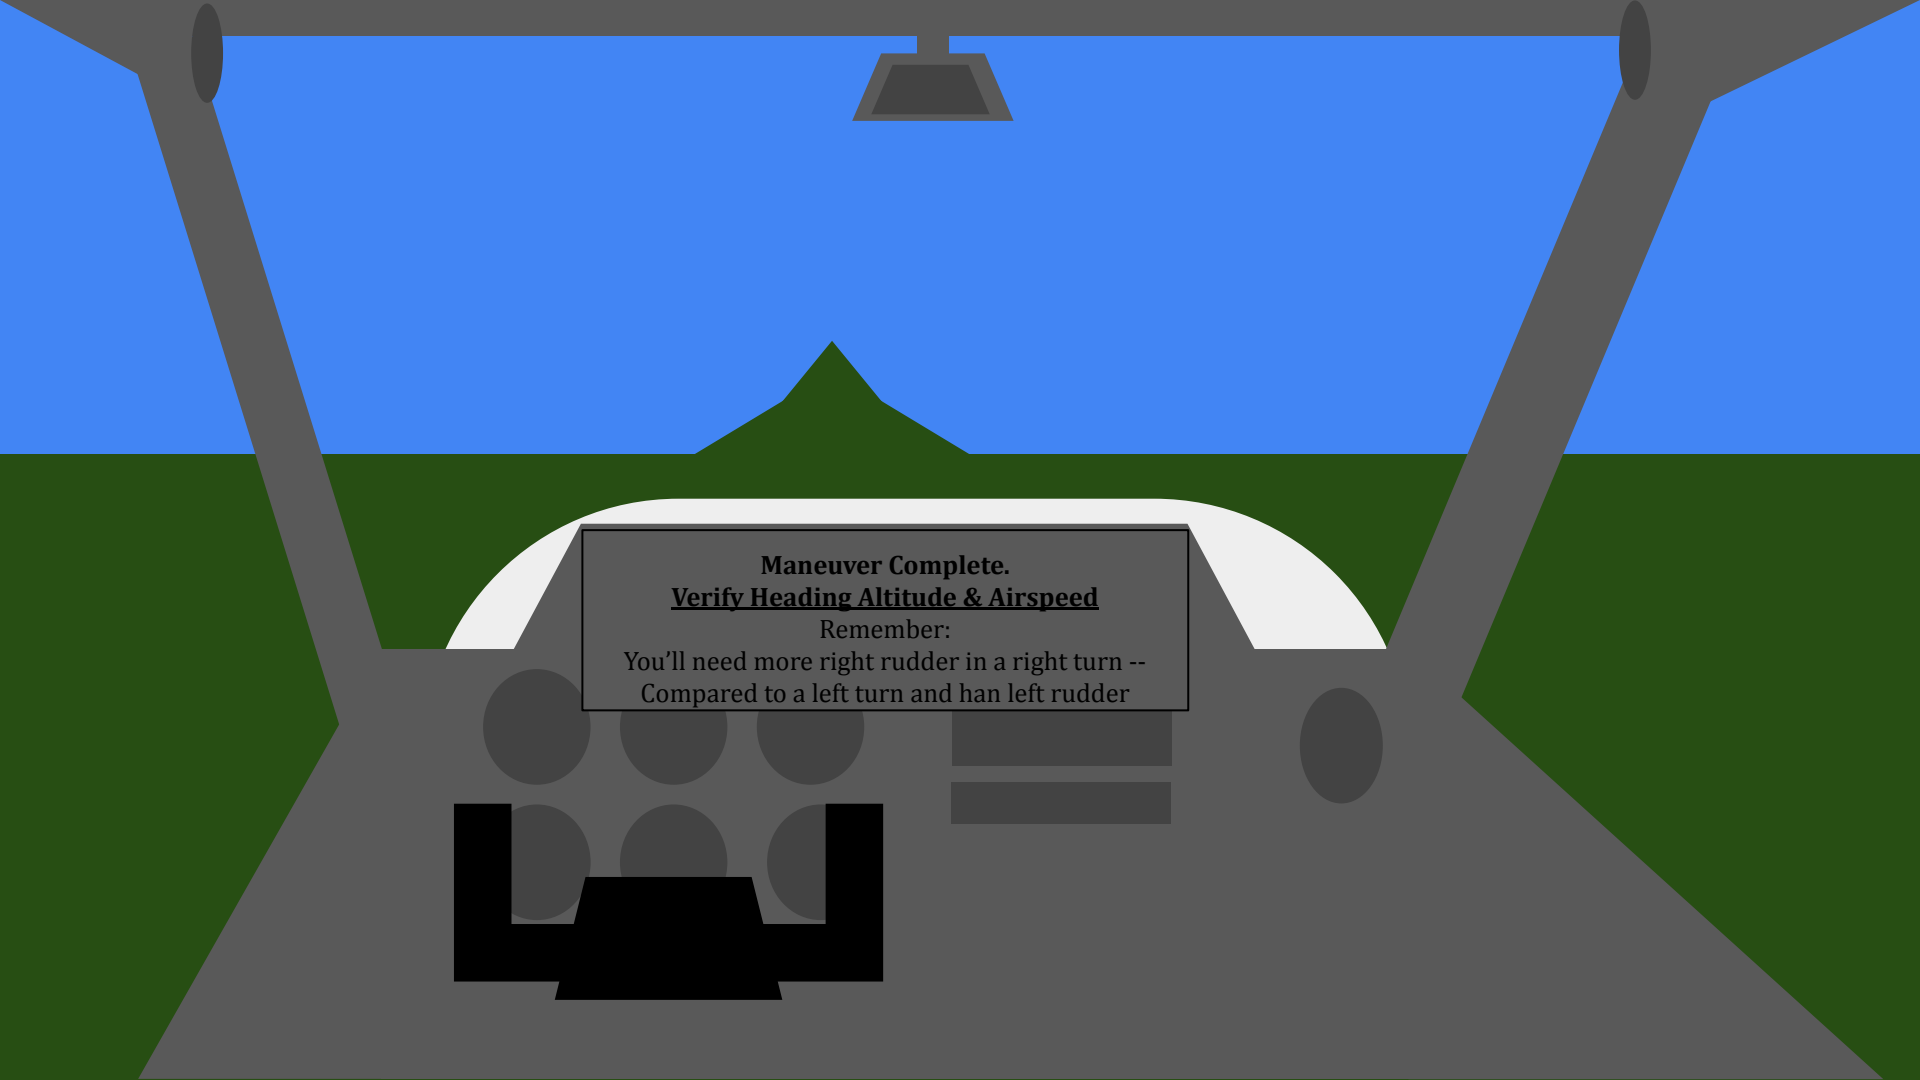 Maneuver Complete.
Verify Heading Altitude & Airspeed
Remember:
You’ll need more right rudder in a right turn --
Compared to a left turn and han left rudder